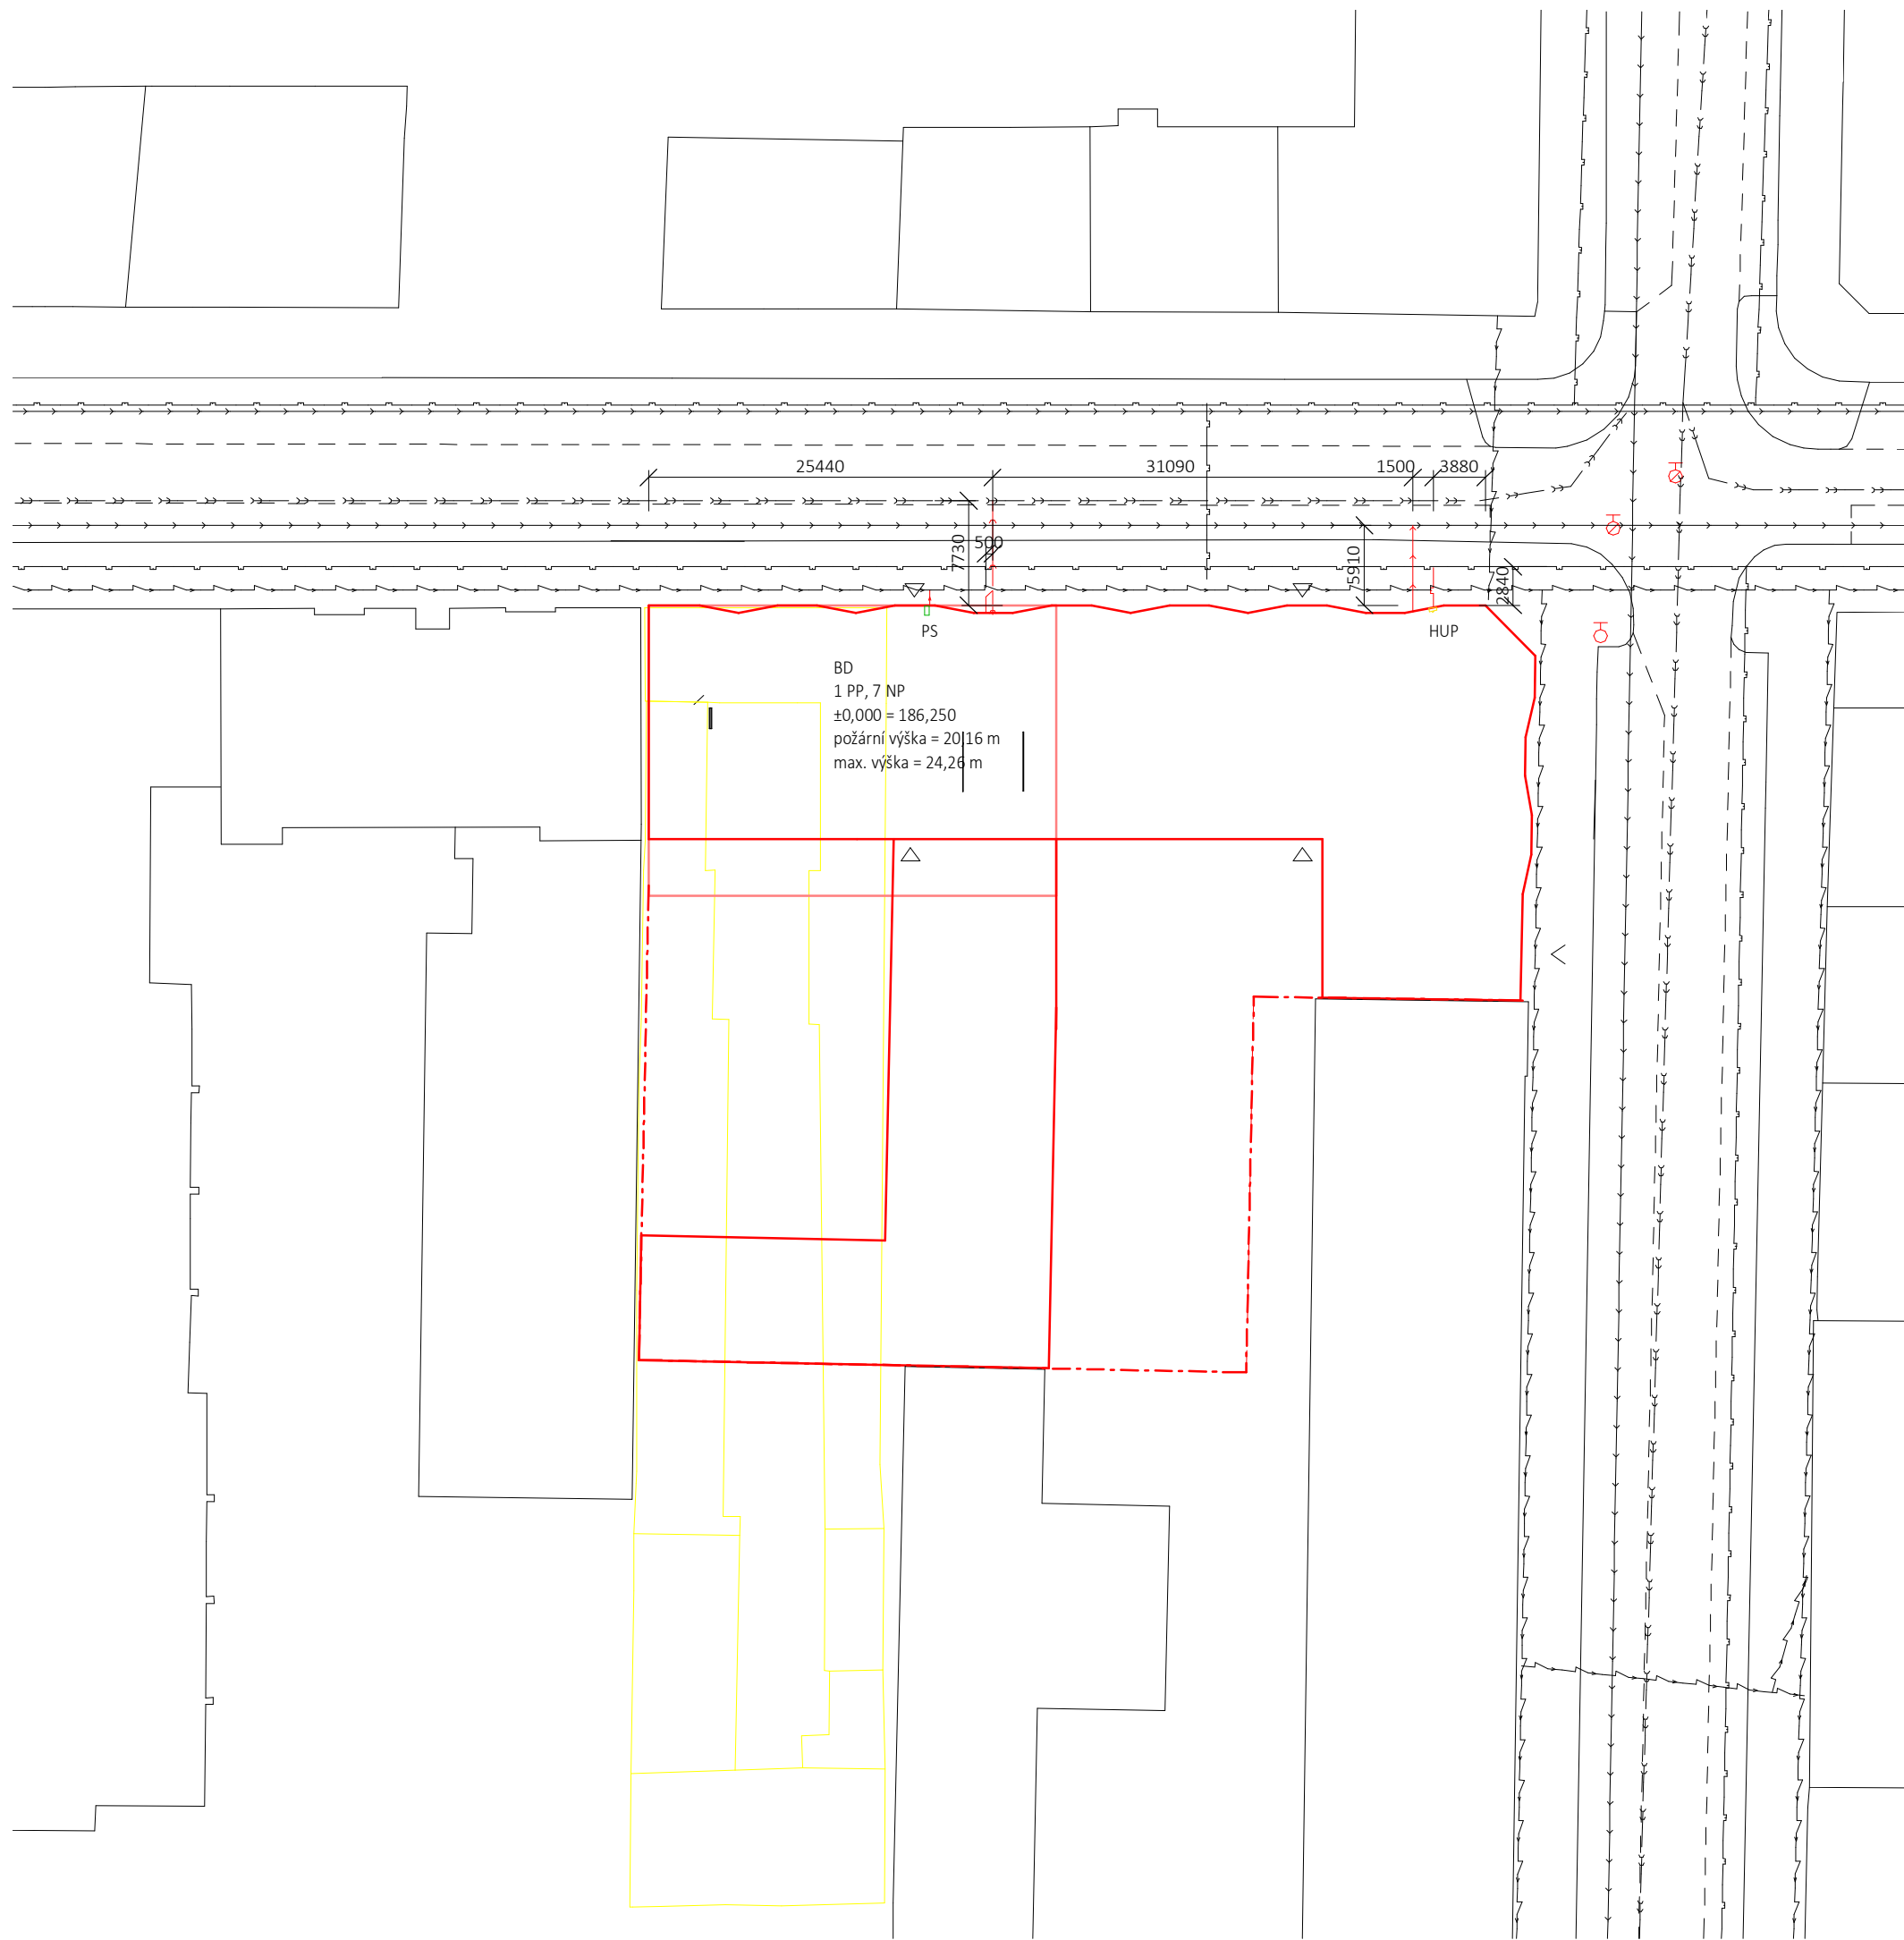 25440
31090
1500
3880
7730
500
75910
2840
PS
HUP
BD
1 PP, 7 NP
±0,000 = 186,250
požární výška = 20,16 m
max. výška = 24,26 m